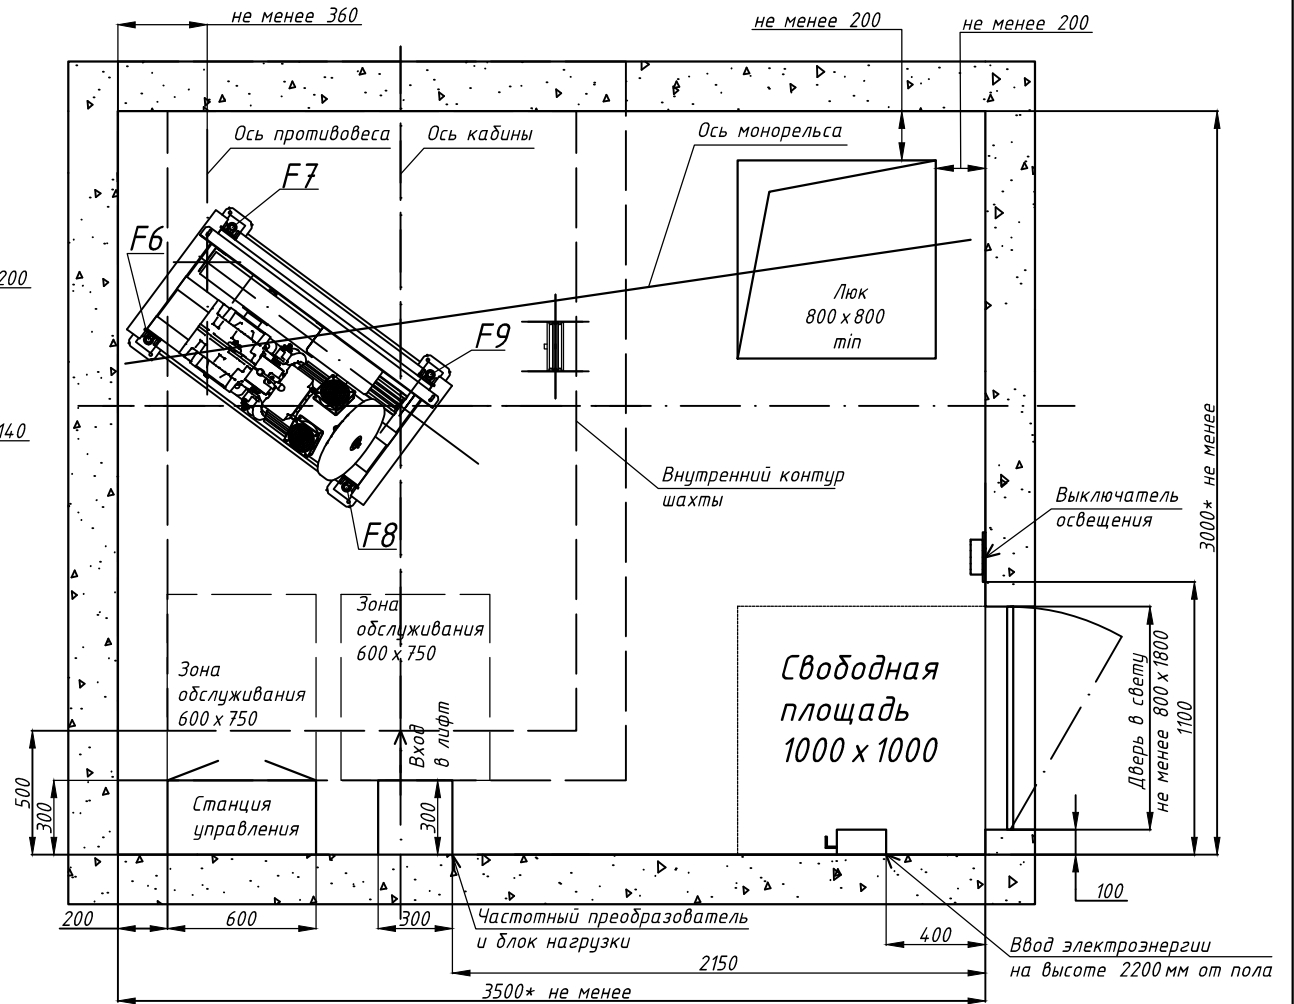 не менее 360
не менее 200
не менее 200
Ось противовеса
Ось кабины
Ось монорельса
F7
F6
200
Люк
800 х 800
min
F9
140
3000* не менее
Внутренний контур
шахты
Выключатель
освещения
F8
Зона
обслуживания
600 х 750
Зона
обслуживания
600 х 750
Свободная
площадь
1000 х 1000
Дверь в свету
не менее 800 х 1800
1100
Вход
в лифт
500
300
Станция
управления
300
100
200
600
300
Частотный преобразователь
и блок нагрузки
400
Ввод электроэнергии
на высоте 2200 мм от пола
2150
3500* не менее